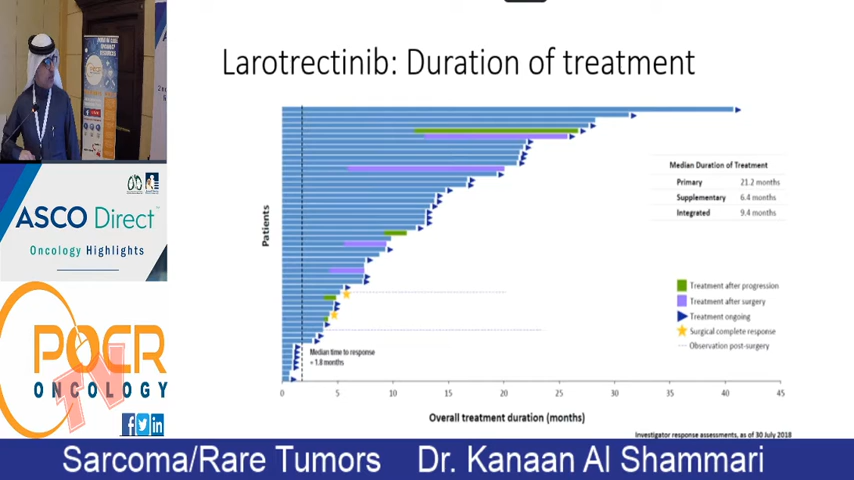 Larotrectinib: Duration of treatment
Patients
Median Duration of Treatment
Primary 21.2 months
Supplementary 6.4 months
Integrated 9.4 months
Treatment after progression
Treatment after surgery
Treatment ongoing
Surgical complete response
Observation post-surgery
Median time to response
= 1.8 months
0 5 10 15 20 25 30 35 40 45
Overall treatment duration (months)
Investigator response assessments, as of 30 July 2018
ASCO Direct™
Oncology Highlights
POER
ONCOLOGY
TV
Sarcoma/Rare Tumors Dr. Kanaan Al Shammari